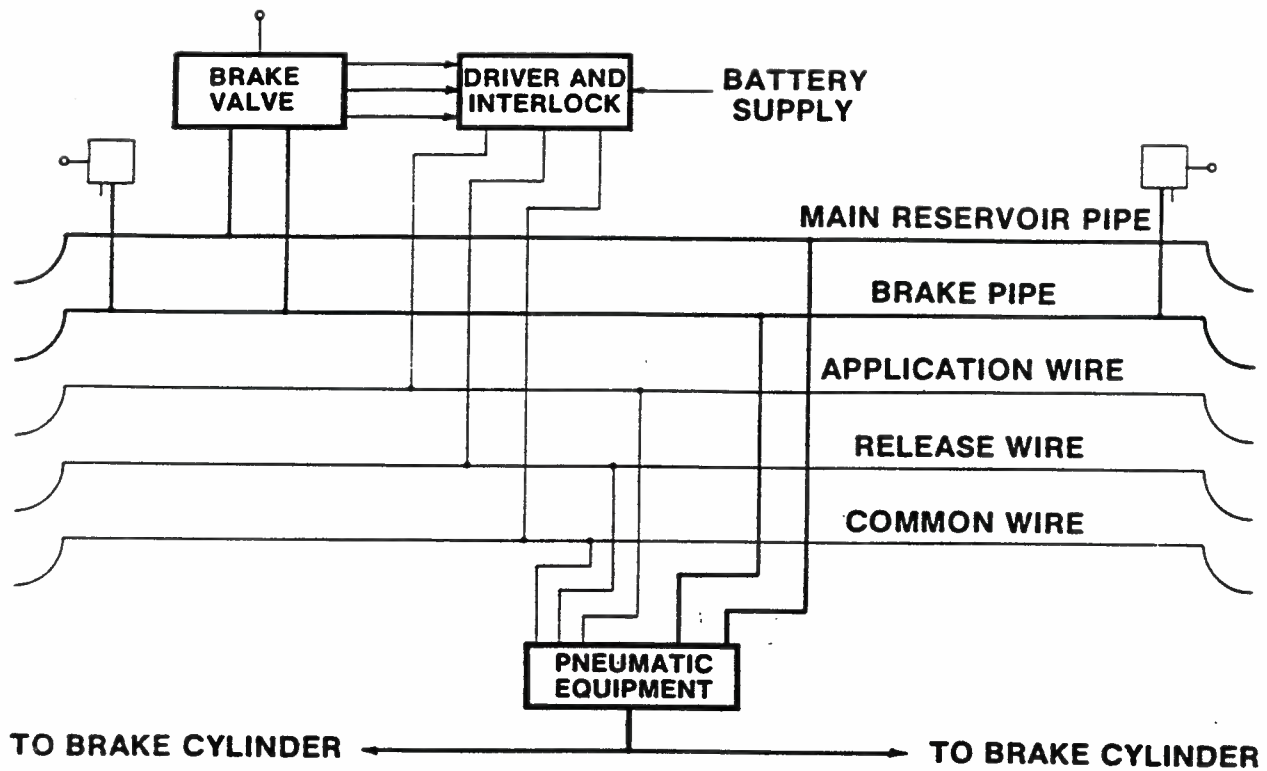 BRAKE
VALVE
DRIVER AND
INTERLOCK
BATTERY
SUPPLY
MAIN RESERVOIR PIPE
BRAKE PIPE
APPLICATION WIRE
RELEASE WIRE
COMMON WIRE
PNEUMATIC
EQUIPMENT
TO BRAKE CYLINDER
TO BRAKE CYLINDER